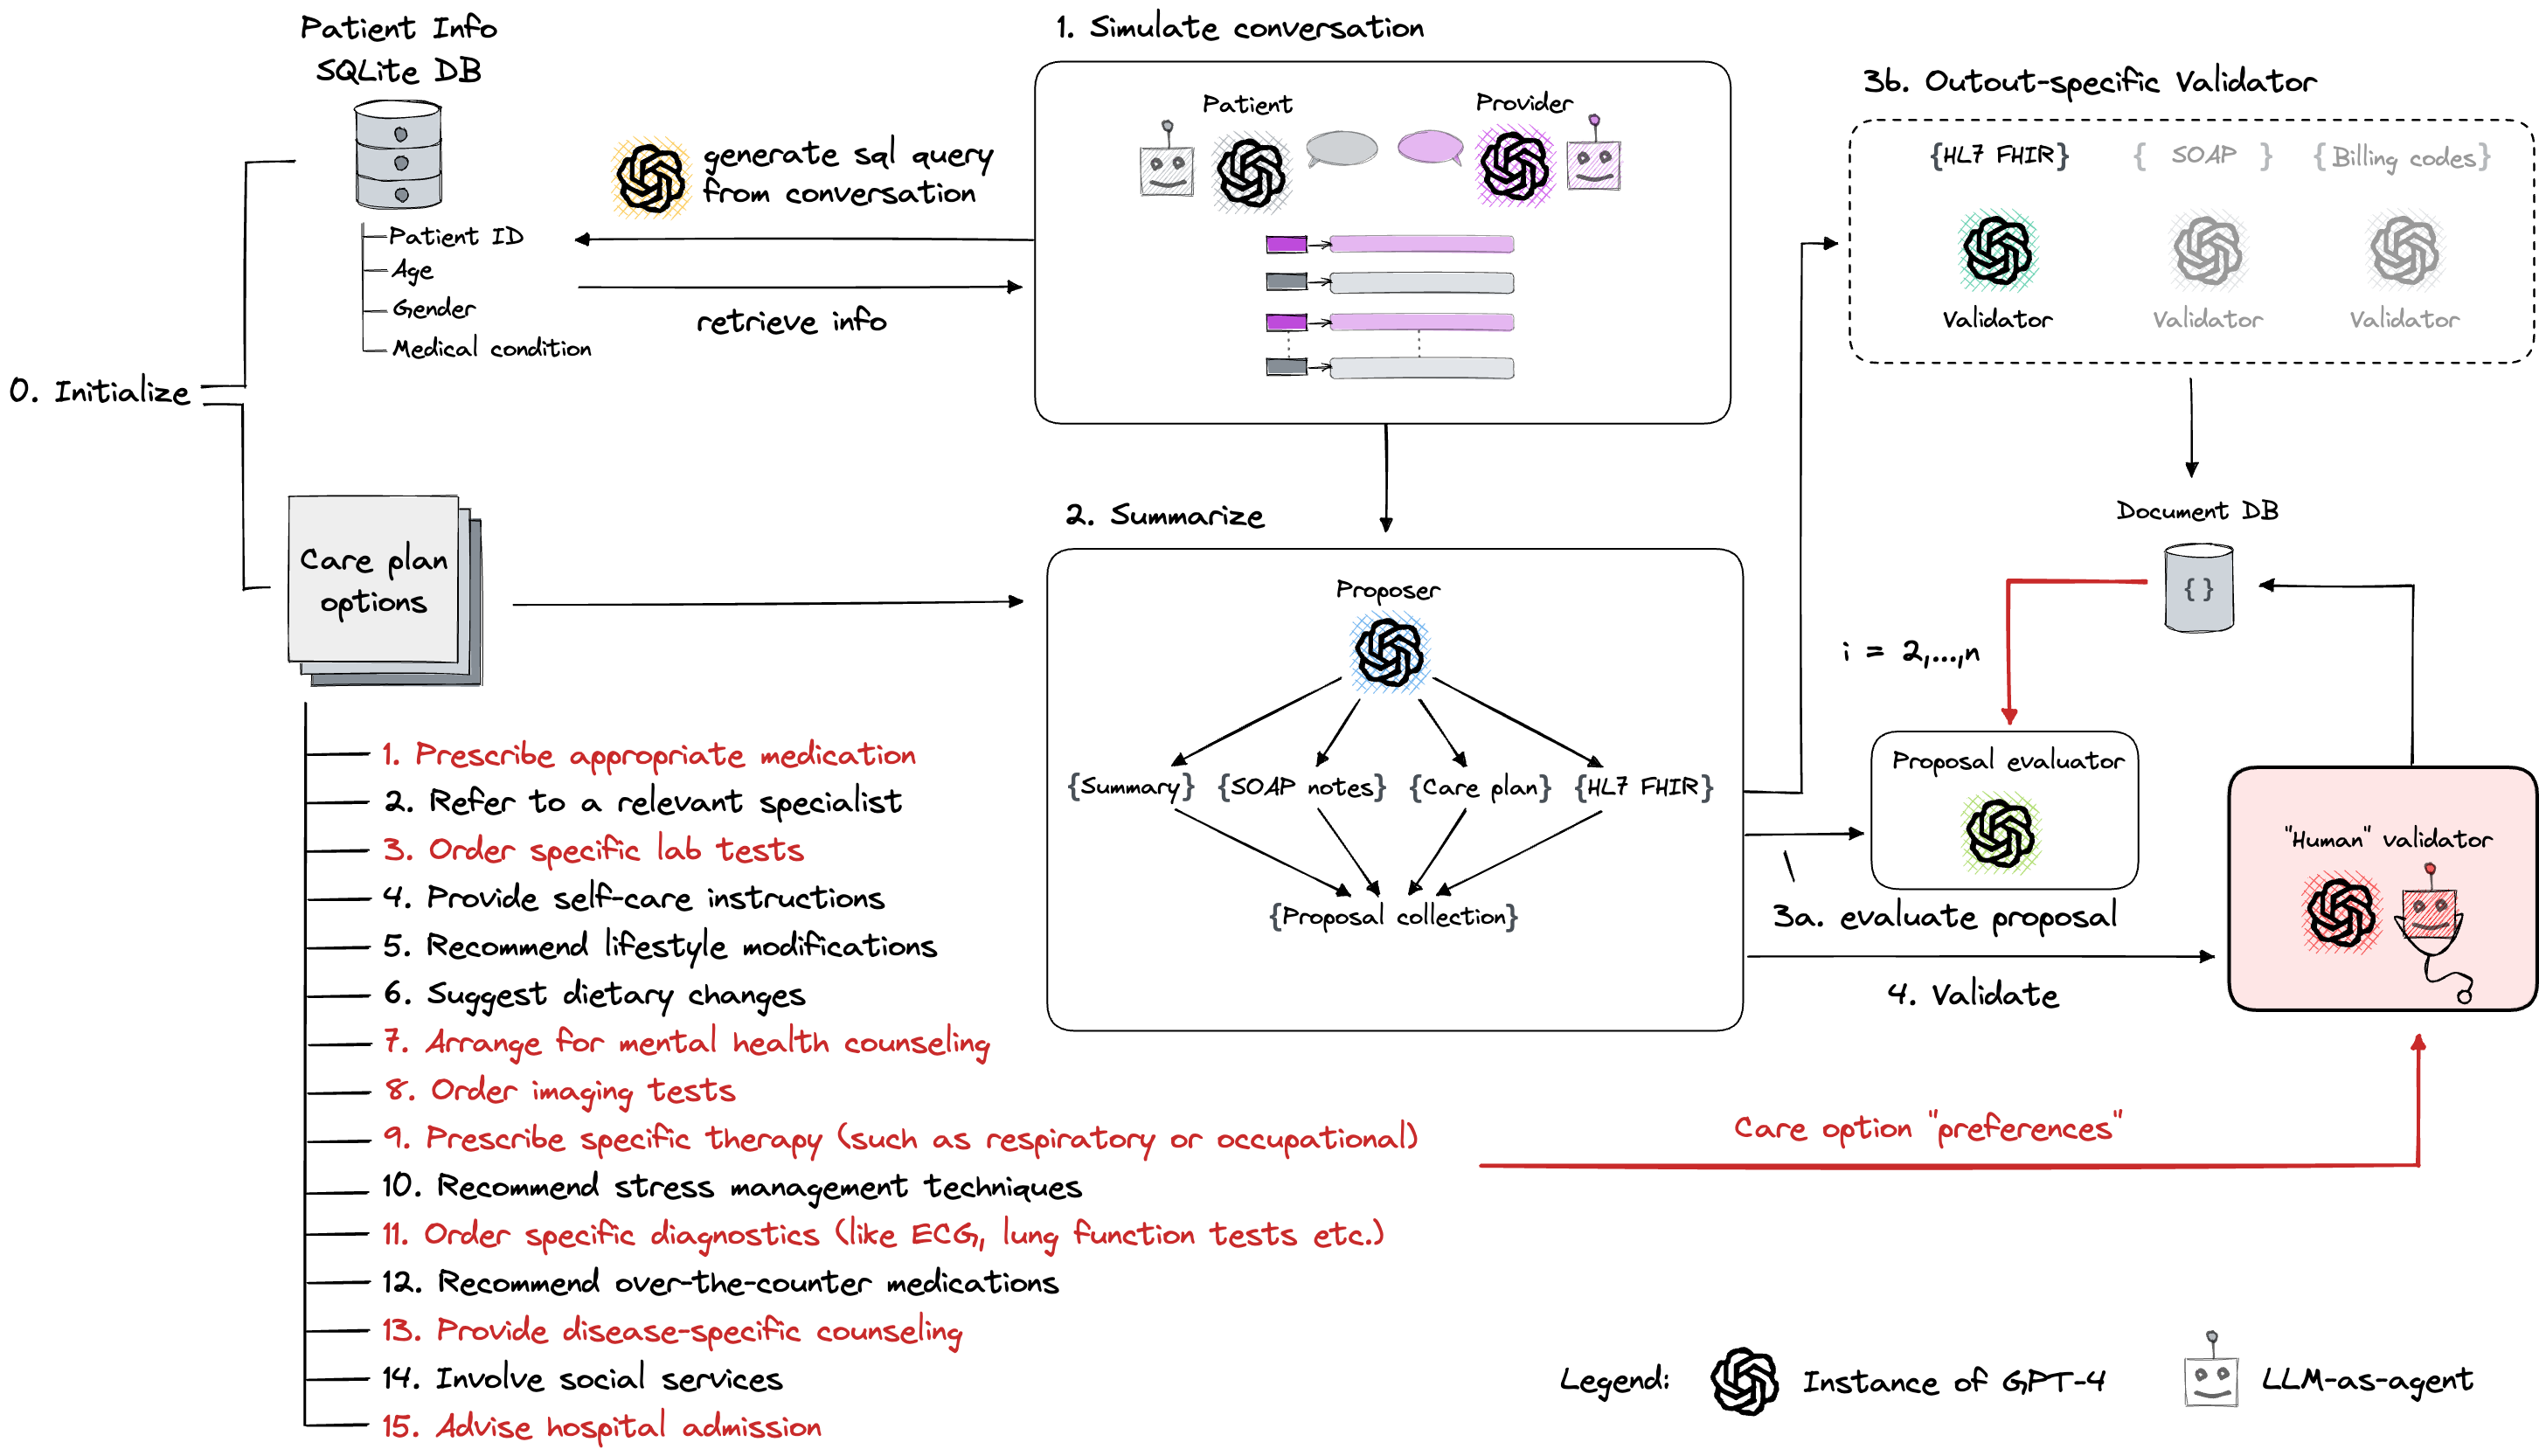 Patient Info
SQLite DB
Patient ID
Age
Gender
Medical condition
0. Initialize
generate sql query
from conversation
retrieve info
1. Simulate conversation
Patient
Provider
Care plan
options
1. Prescribe appropriate medication
2. Refer to a relevant specialist
3. Order specific lab tests
4. Provide self-care instructions
5. Recommend lifestyle modifications
6. Suggest dietary changes
7. Arrange for mental health counseling
8. Order imaging tests
9. Prescribe specific therapy (such as respiratory or occupational)
10. Recommend stress management techniques
11. Order specific diagnostics (like ECG, lung function tests etc.)
12. Recommend over-the-counter medications
13. Provide disease-specific counseling
14. Involve social services
15. Advise hospital admission
2. Summarize
Proposer
{Summary} {SOAP notes} {Care plan} {HL7 FHIR}
{Proposal collection}
3b. Outout-specific Validator
{HL7 FHIR} { SOAP } {Billing codes}
Validator Validator Validator
Document DB
{}
i = 2,...,n
Proposal evaluator
3a. evaluate proposal
4. Validate
"Human" validator
Care option "preferences"
Legend: Instance of GPT-4 LLM-as-agent